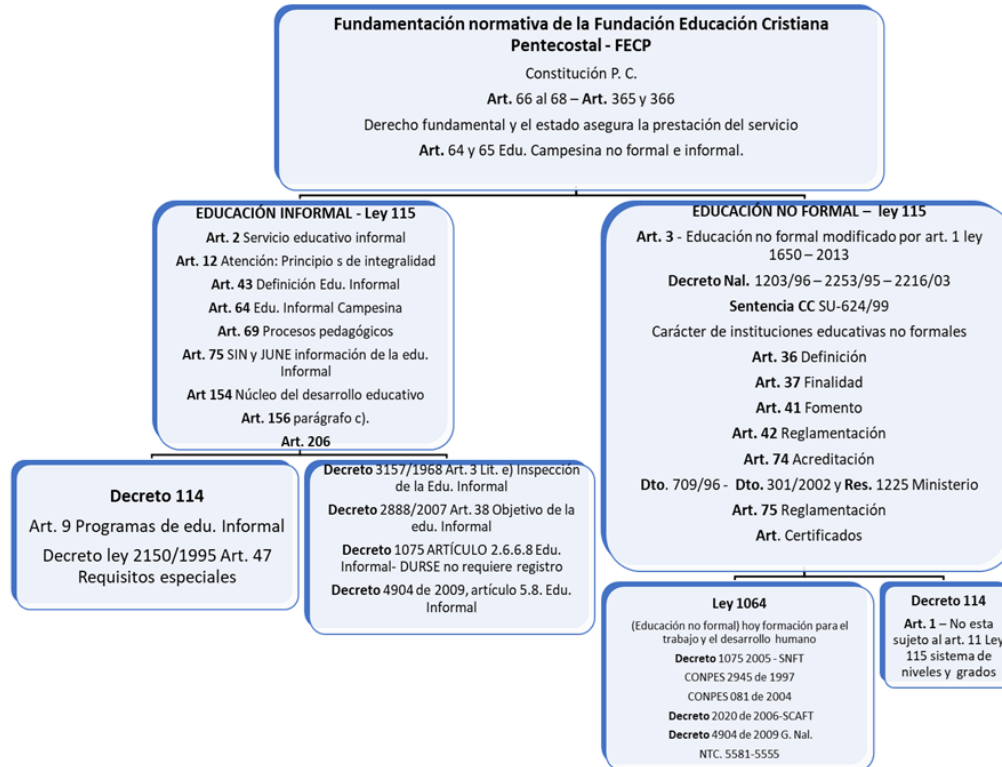 Fundamentación normativa de la Fundación Educación Cristiana
Pentecostal - FECP
Constitución P. C.
Art. 66 al 68 – Art. 365 y 366
Derecho fundamental y el estado asegura la prestación del servicio
Art. 64 y 65 Edu. Campesina no formal e informal.
EDUCACIÓN INFORMAL - Ley 115
Art. 2 Servicio educativo informal
Art. 12 Atención: Principio s de integralidad
Art. 43 Definición Edu. Informal
Art. 64 Edu. Informal Campesina
Art. 69 Procesos pedagógicos
Art. 75 SIN y JUNE información de la edu.
Informal
Art 154 Núcleo del desarrollo educativo
Art. 156 parágrafo c).
Art. 206
Decreto 114
Art. 9 Programas de edu. Informal
Decreto ley 2150/1995 Art. 47
Requisitos especiales
Decreto 3157/1968 Art. 3 Lit. e) Inspección
de la Edu. Informal
Decreto 2888/2007 Art. 38 Objetivo de la
edu. Informal
Decreto 1075 ARTÍCULO 2.6.6.8 Edu.
Informal- DURSE no requiere registro
Decreto 4904 de 2009, artículo 5.8. Edu.
Informal
EDUCACIÓN NO FORMAL – ley 115
Art. 3 - Educación no formal modificado por art. 1 ley
1650 – 2013
Decreto Nal. 1203/96 – 2253/95 – 2216/03
Sentencia CC SU-624/99
Carácter de instituciones educativas no formales
Art. 36 Definición
Art. 37 Finalidad
Art. 41 Fomento
Art. 42 Reglamentación
Art. 74 Acreditación
Dto. 709/96 - Dto. 301/2002 y Res. 1225 Ministerio
Art. 75 Reglamentación
Art. Certificados
Ley 1064
(Educación no formal) hoy formación para el
trabajo y el desarrollo humano
Decreto 1075 2005 - SNFT
CONPES 2945 de 1997
CONPES 081 de 2004
Decreto 2020 de 2006-SCAFT
Decreto 4904 de 2009 G. Nal.
NTC. 5581-5555
Decreto 114
Art. 1 – No esta
sujeto al art. 11 Ley
115 sistema de
niveles y grados